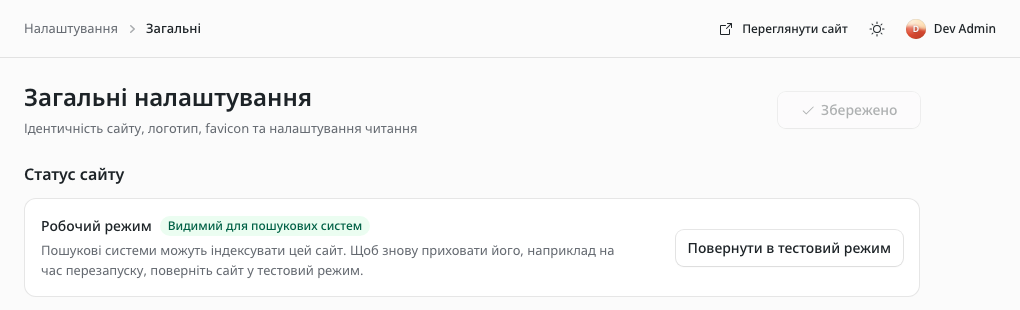 Налаштування > Загальні
Переглянути сайт
D
Dev Admin
Загальні налаштування
Збережено
Ідентичність сайту, логотип, favicon та налаштування читання
Статус сайту
Робочий режим Видимий для пошукових систем
Пошукові системи можуть індексувати цей сайт. Щоб знову приховати його, наприклад на
час перезапуску, поверніть сайт у тестовий режим.
Повернути в тестовий режим